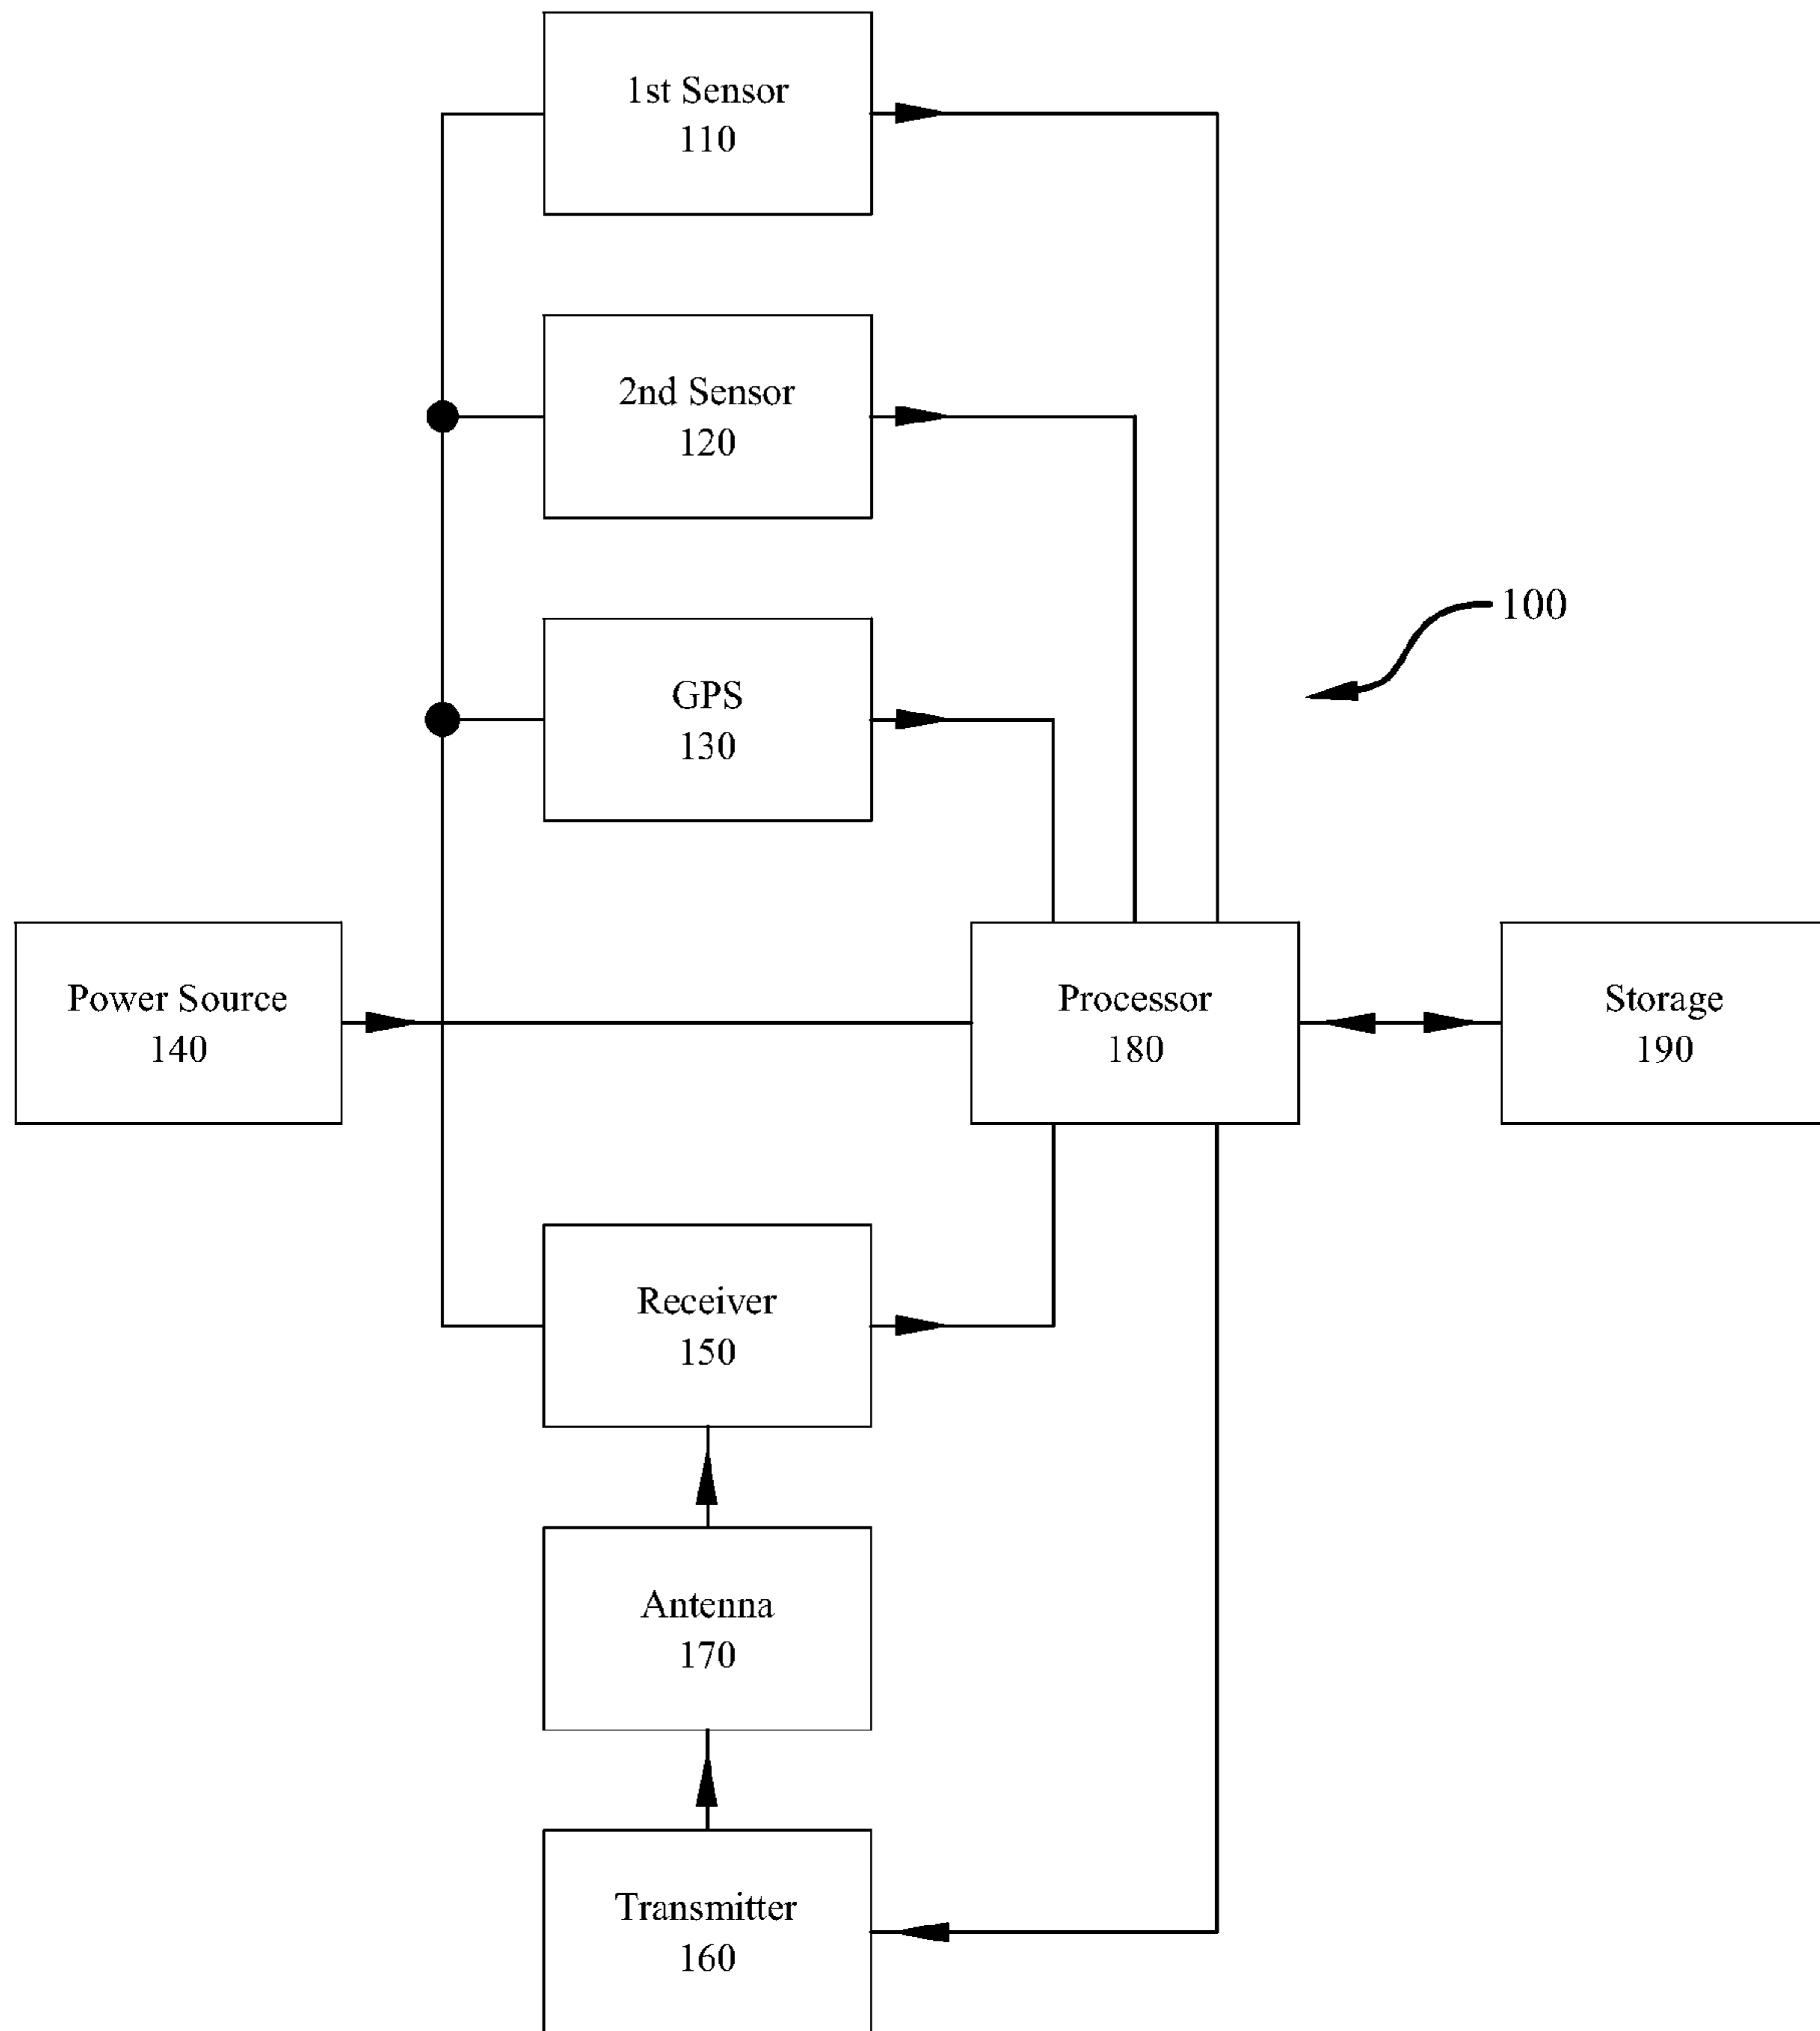 1st Sensor
110
2nd Sensor
120
100
GPS
130
Power Source
140
Processor
180
Storage
190
Receiver
150
Antenna
170
Transmitter
160